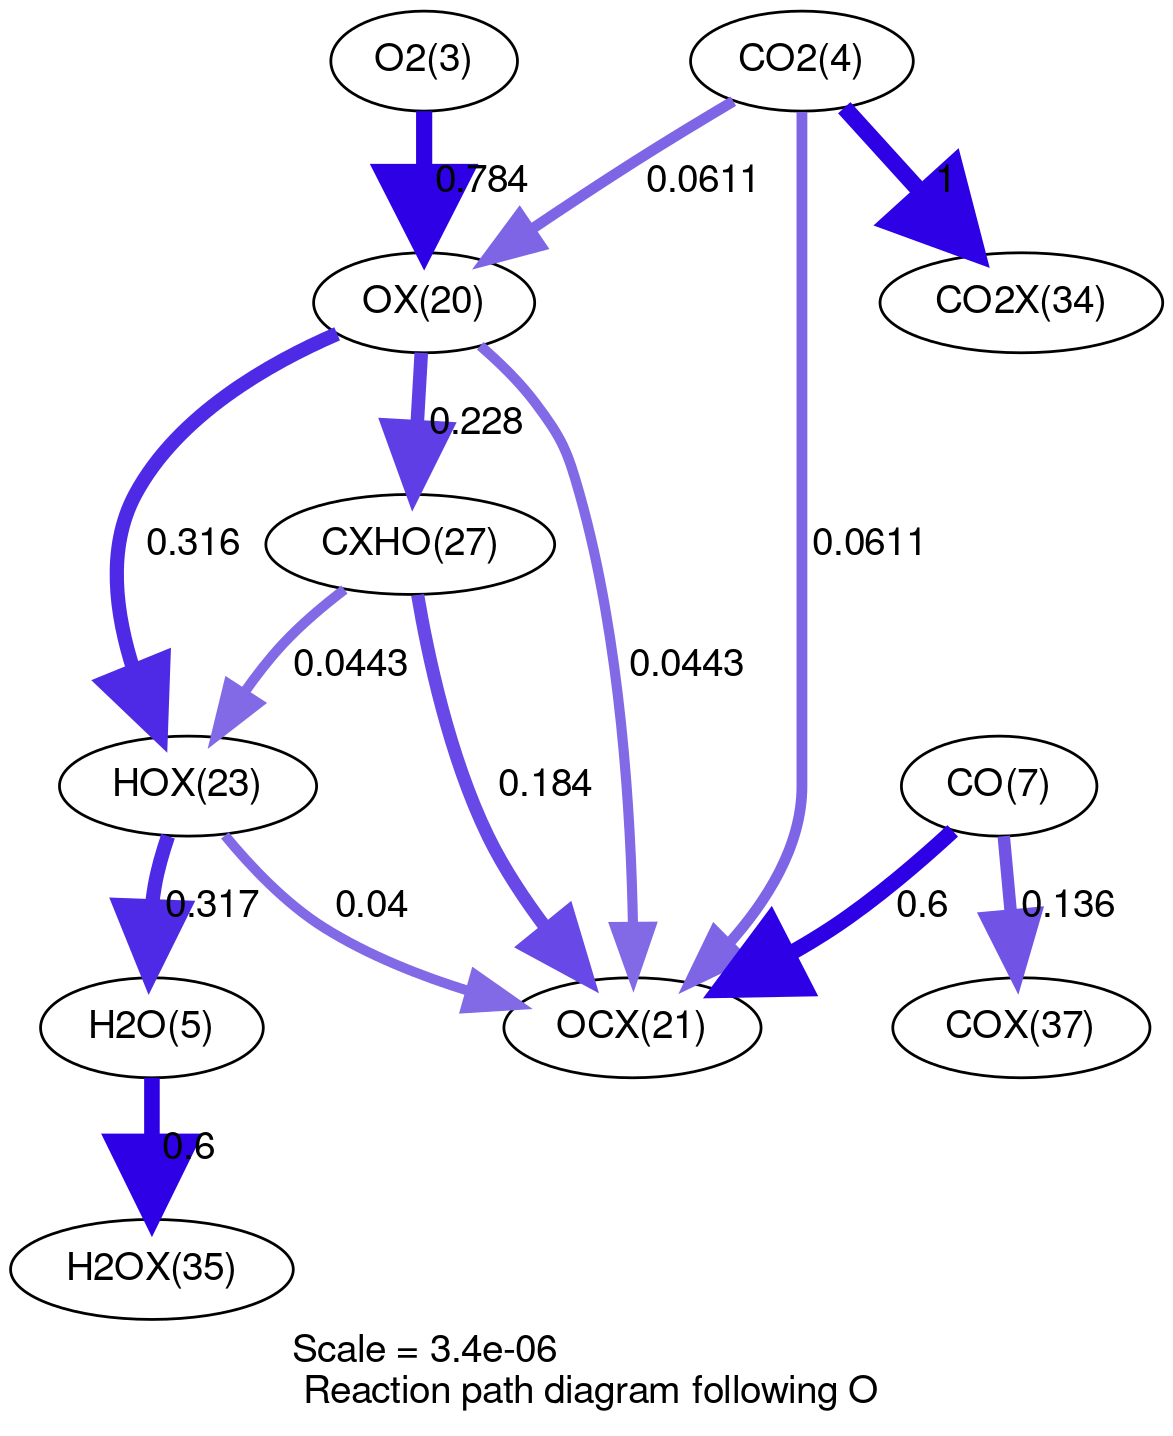 O2(3)
CO2(4)
0.784
0.0611
1
OX(20)
CO2X(34)
0.228
0.316
CXHO(27)
0.0611
0.0443
0.0443
0.184
HOX(23)
CO(7)
0.317
0.04
0.6
0.136
H2O(5)
OCX(21)
COX(37)
0.6
H2OX(35)
Scale = 3.4e-06
Reaction path diagram following O